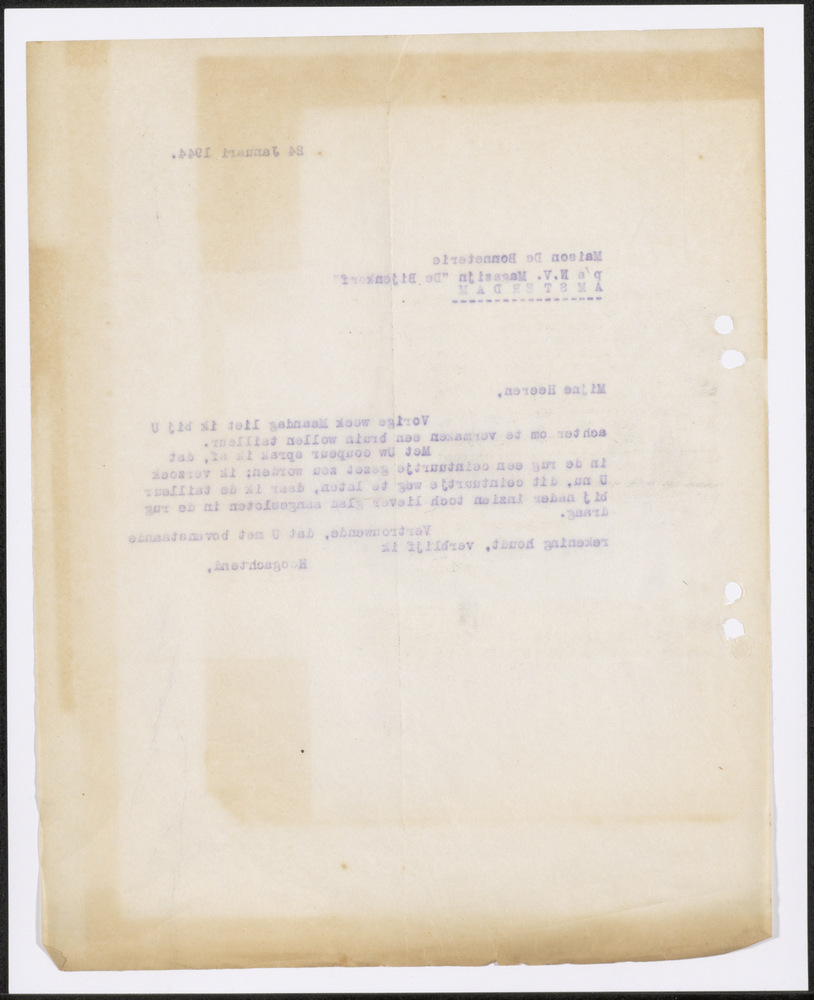 24 Januari 1944.
Maison De Bonneterie
p/a N.V. Magazijn "De Bijenkorf"
AMSTERDAM
Mijne Heeren,
Vorige week Maandag liet ik bij U
achter om te vermaken een bruin wollen tailleur.
Met Uw coupeur sprak ik af, dat
in de rug een ceintuurtje gezet zou worden; ik verzoek
U nu, dit ceintuurtje weg te laten, daar ik de tailleur
bij nader inzien toch liever glan aangesloten in de rug
draag.
Vertrouwende, dat U met bovenstaande
rekening houdt, verblijf ik
Hoogachtend,